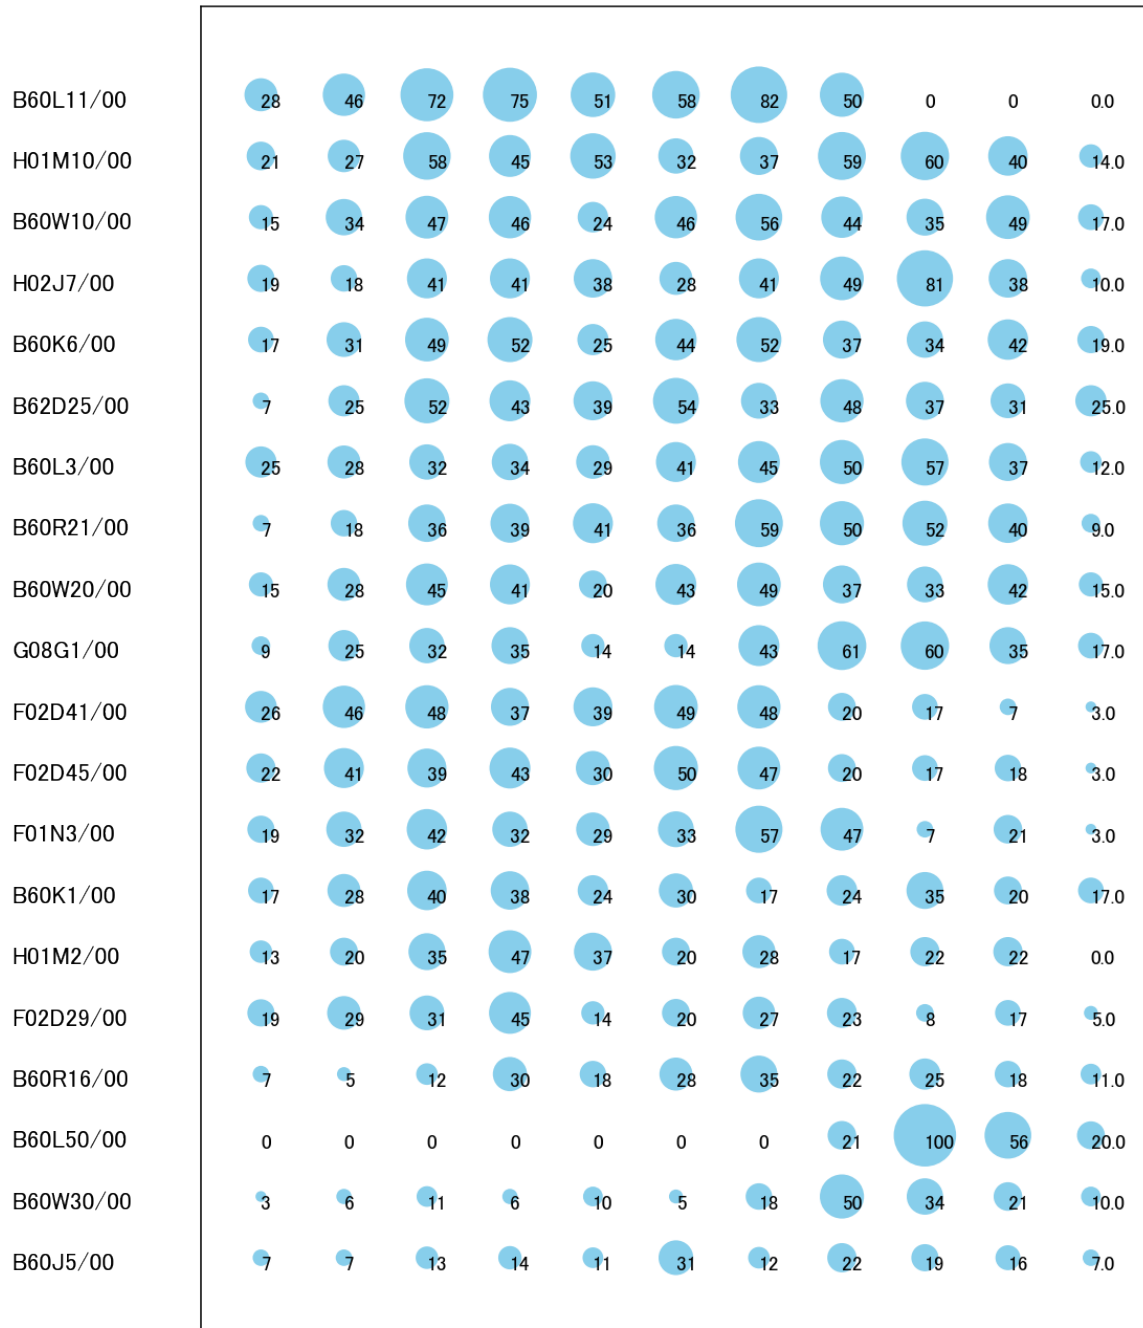 B60L11/00 28 46 72 75 51 58 82 50 0 0 0.0
H01M10/00 21 27 58 45 53 32 37 59 60 40 14.0
B60W10/00 15 34 47 46 24 46 56 44 35 49 17.0
H02J7/00 19 18 41 41 38 28 41 49 81 38 10.0
B60K6/00 17 31 49 52 25 44 52 37 34 42 19.0
B62D25/00 7 25 52 43 39 54 33 48 37 31 25.0
B60L3/00 25 28 32 34 29 41 45 50 57 37 12.0
B60R21/00 7 18 36 39 41 36 59 50 52 40 9.0
B60W20/00 15 28 45 41 20 43 49 37 33 42 15.0
G08G1/00 9 25 32 35 14 14 43 61 60 35 17.0
F02D41/00 26 46 48 37 39 49 48 20 17 7 3.0
F02D45/00 22 41 39 43 30 50 47 20 17 18 3.0
F01N3/00 19 32 42 32 29 33 57 47 7 21 3.0
B60K1/00 17 28 40 38 24 30 17 24 35 20 17.0
H01M2/00 13 20 35 47 37 20 28 17 22 22 0.0
F02D29/00 19 29 31 45 14 20 27 23 8 17 5.0
B60R16/00 7 5 12 30 18 28 35 22 25 18 11.0
B60L50/00 0 0 0 0 0 0 0 21 100 56 20.0
B60W30/00 3 6 11 6 10 5 18 50 34 21 10.0
B60J5/00 7 7 13 14 11 31 12 22 19 16 7.0